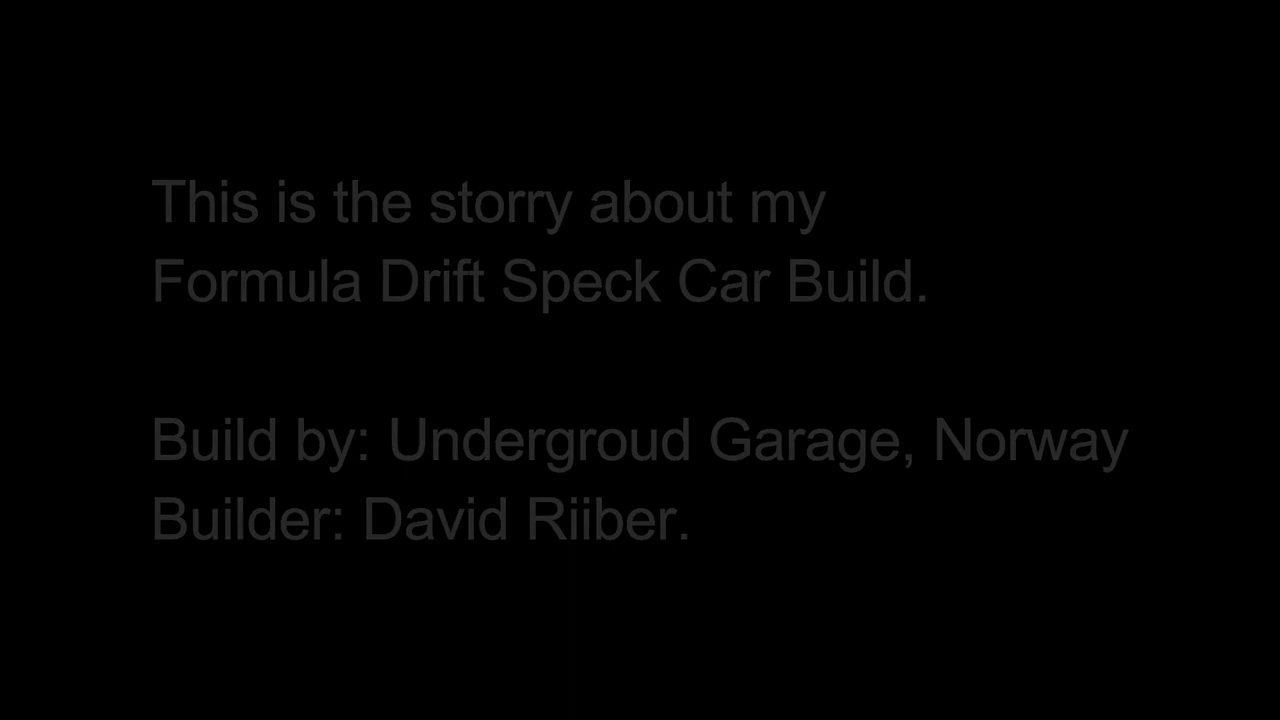 This is the storry about my
Formula Drift Speck Car Build.
Build by: Undergroud Garage, Norway
Builder: David Riiber.